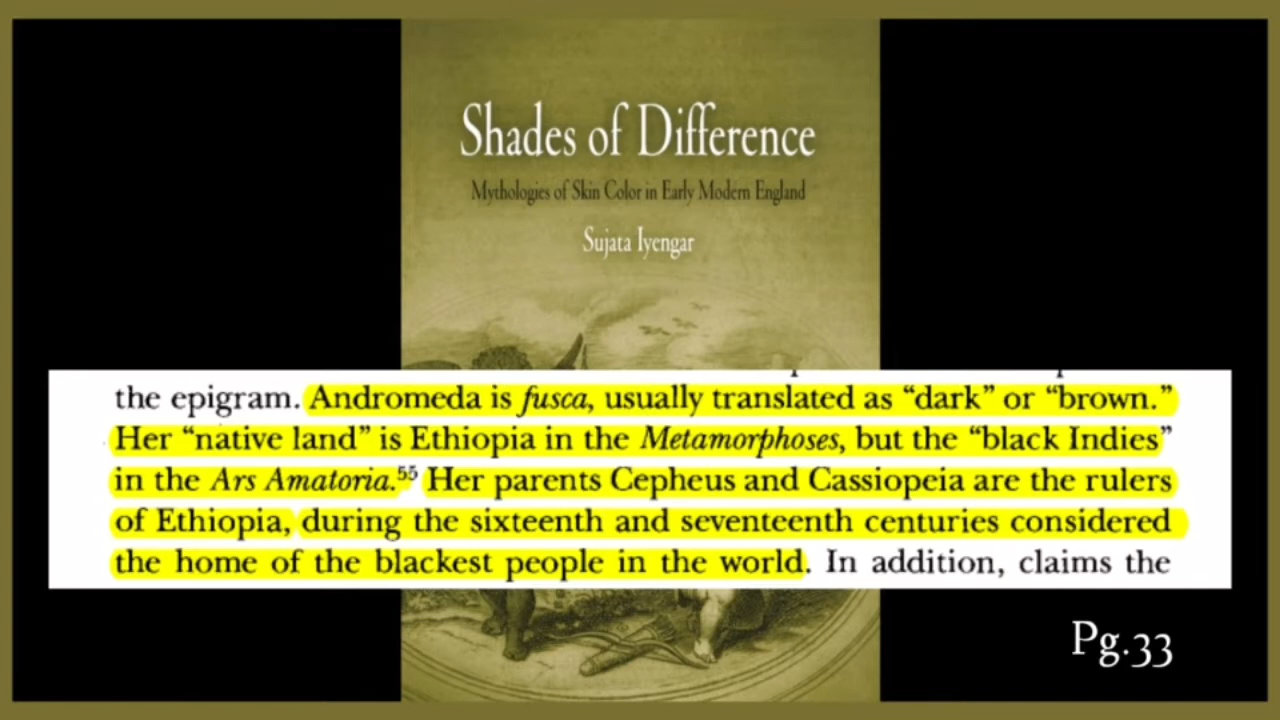 Shades of Difference
Mythologies of Skin Color in Early Modern England
Sujata Iyengar
the epigram. Andromeda is fusca, usually translated as “dark” or “brown.”
Her “native land” is Ethiopia in the Metamorphoses, but the “black Indies”
in the Ars Amatoria.⁵⁵ Her parents Cepheus and Cassiopeia are the rulers
of Ethiopia, during the sixteenth and seventeenth centuries considered
the home of the blackest people in the world. In addition, claims the
Pg.33